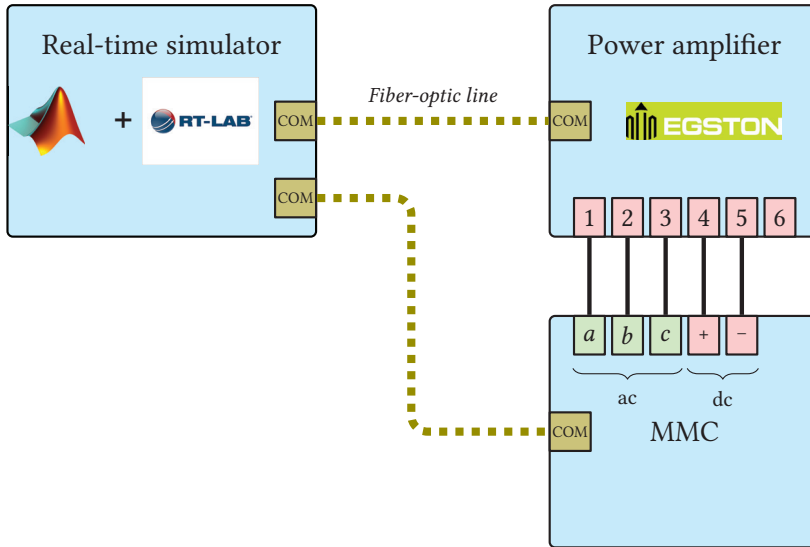 Real-time simulator
+
RT-LAB
COM
COM
Fiber-optic line
Power amplifier
COM
EGSTON
1 2 3 4 5 6
a b c + −
ac dc
COM
MMC